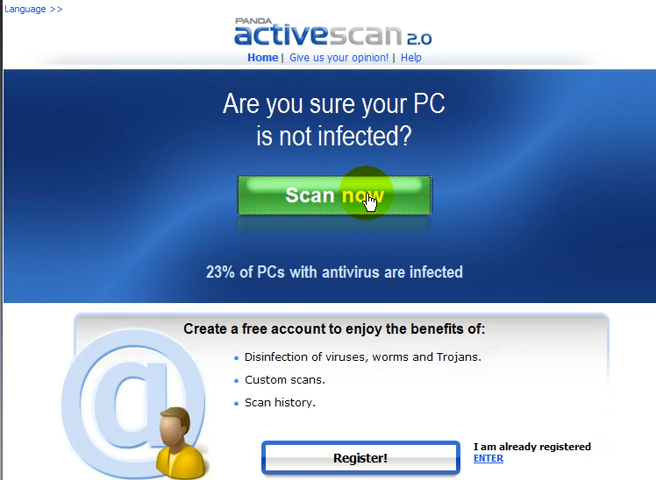 Language >>
PANDA
activescan 2.0
Home | Give us your opinion! | Help
Are you sure your PC
is not infected?
Scan now
23% of PCs with antivirus are infected
Create a free account to enjoy the benefits of:
• Disinfection of viruses, worms and Trojans.
• Custom scans.
• Scan history.
@
Register!
I am already registered
ENTER